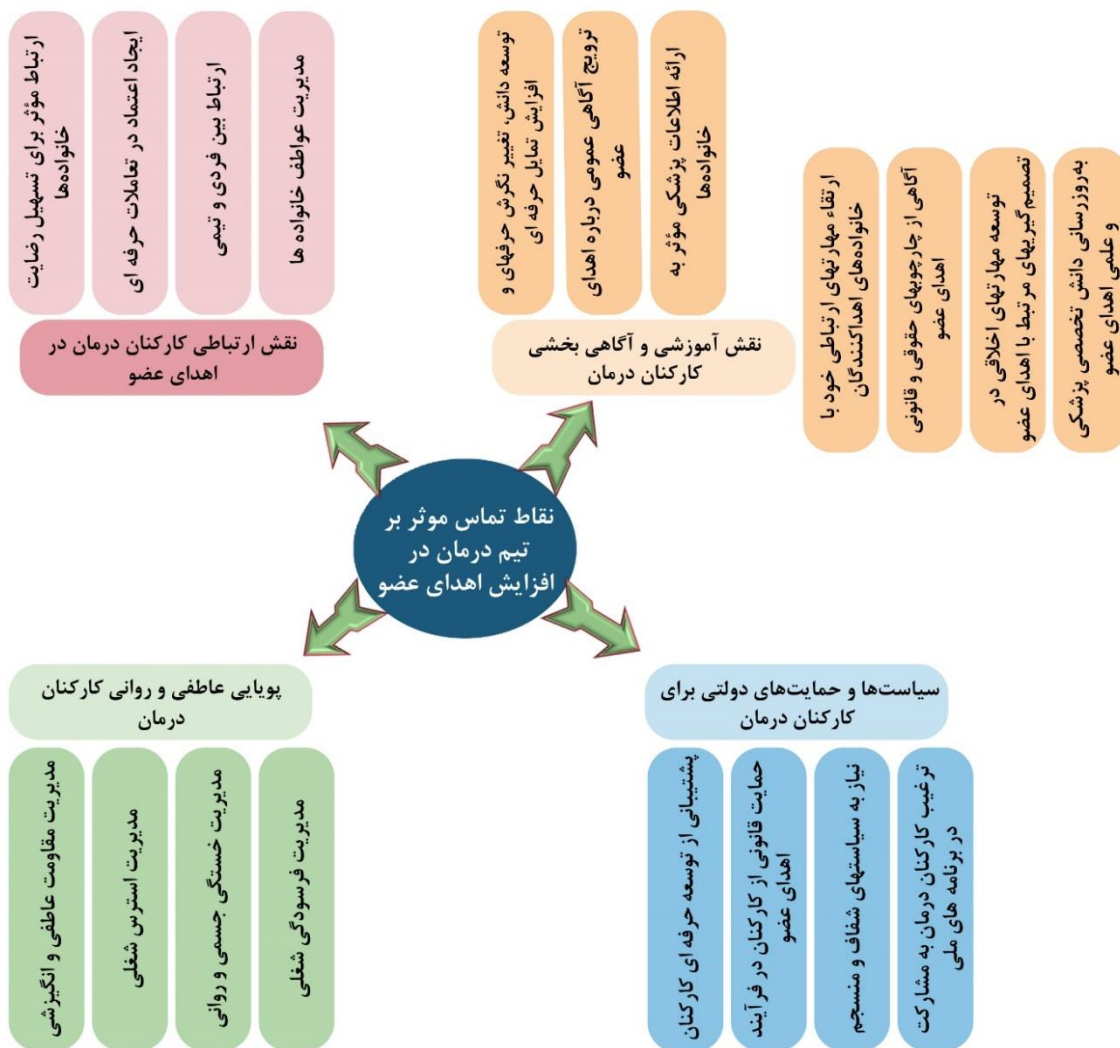 ارتباط مؤثر برای تسهیل رضایت
خانواده‌ها
ایجاد اعتماد در تعاملات حرفه ای
ارتباط بین فردی و تیمی
مدیریت عواطف خانواده ها
نقش ارتباطی کارکنان درمان در
اهدای عضو
توسعه دانش، تغییر نگرش حرفهای و
افزایش تمایل حرفه ای
ترویج آگاهی عمومی درباره اهدای
عضو
ارائه اطلاعات پزشکی مؤثر به
خانواده‌ها
نقش آموزشی و آگاهی بخشی
کارکنان درمان
ارتقاء مهارتهای ارتباطی خود با
خانواده‌های اهداکنندگان
آگاهی از چارچوبهای حقوقی و قانونی
اهدای عضو
توسعه مهارتهای اخلاقی در
تصمیم‌گیریهای مرتبط با اهدای عضو
به‌روزرسانی دانش تخصصی پزشکی
و علمی اهدای عضو
نقاط تماس موثر بر
تیم درمان در
افزایش اهدای عضو
پویایی عاطفی و روانی کارکنان
درمان
مدیریت مقاومت عاطفی و انگیزشی
مدیریت استرس شغلی
مدیریت خستگی جسمی و روانی
مدیریت فرسودگی شغلی
سیاست‌ها و حمایت‌های دولتی برای
کارکنان درمان
پشتیبانی از توسعه حرفه ای کارکنان
حمایت قانونی از کارکنان در فرآیند
اهدای عضو
نیاز به سیاستهای شفاف و منسجم
ترغیب کارکنان درمان به مشارکت
در برنامه های ملی